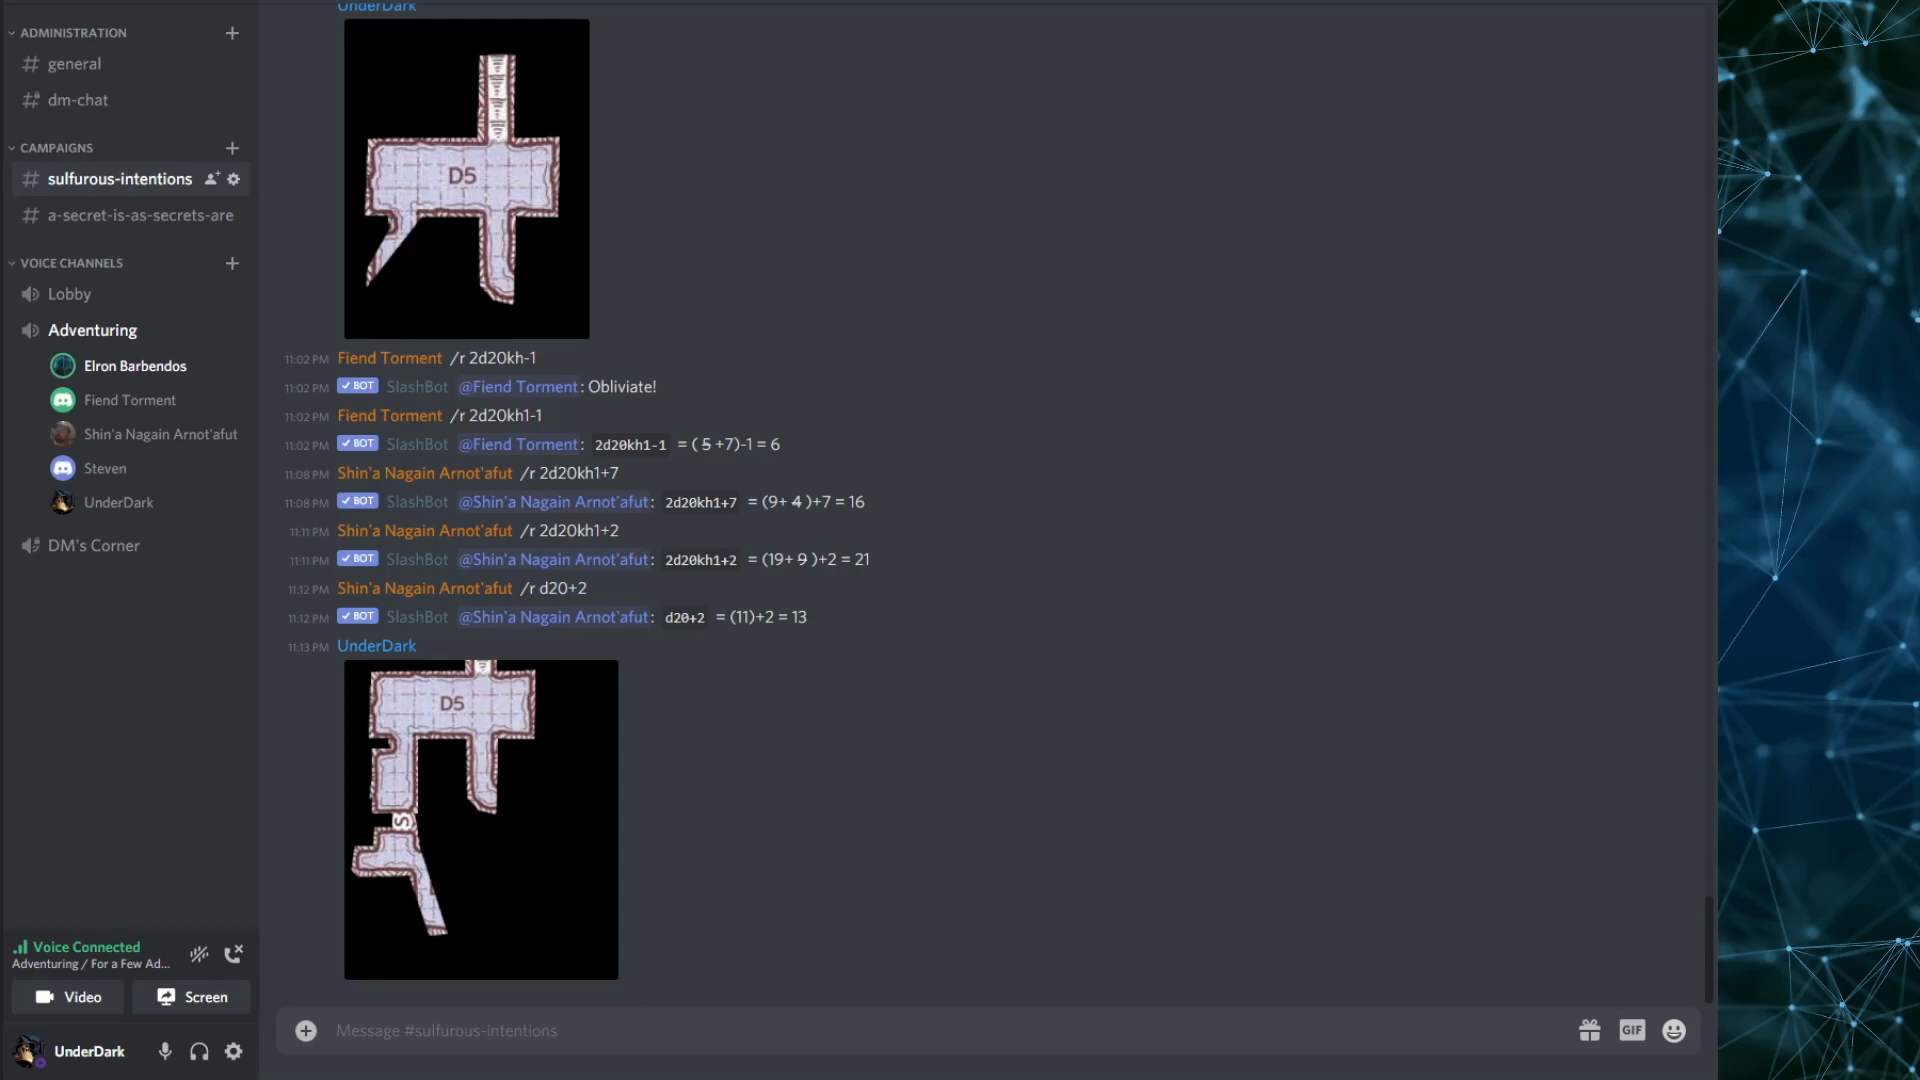 ADMINISTRATION
general
dm-chat
CAMPAIGNS
sulfurous-intentions
a-secret-is-as-secrets-are
VOICE CHANNELS
Lobby
Adventuring
Elron Barbendos
Fiend Torment
Shin'a Nagain Arnot'afut
Steven
UnderDark
DM's Corner
Voice Connected
Adventuring / For a Few Ad...
Video
Screen
UnderDark
UnderDark
D5
11:02 PM Fiend Torment /r 2d20kh-1
11:02 PM BOT SlashBot @Fiend Torment: Obliviate!
11:02 PM Fiend Torment /r 2d20kh1-1
11:02 PM BOT SlashBot @Fiend Torment: 2d20kh1-1 = ( 5 +7)-1 = 6
11:08 PM Shin'a Nagain Arnot'afut /r 2d20kh1+7
11:08 PM BOT SlashBot @Shin'a Nagain Arnot'afut: 2d20kh1+7 = (9+ 4 )+7 = 16
11:11 PM Shin'a Nagain Arnot'afut /r 2d20kh1+2
11:11 PM BOT SlashBot @Shin'a Nagain Arnot'afut: 2d20kh1+2 = (19+ 9 )+2 = 21
11:12 PM Shin'a Nagain Arnot'afut /r d20+2
11:12 PM BOT SlashBot @Shin'a Nagain Arnot'afut: d20+2 = (11)+2 = 13
11:13 PM UnderDark
D5
S
Message #sulfurous-intentions
GIF